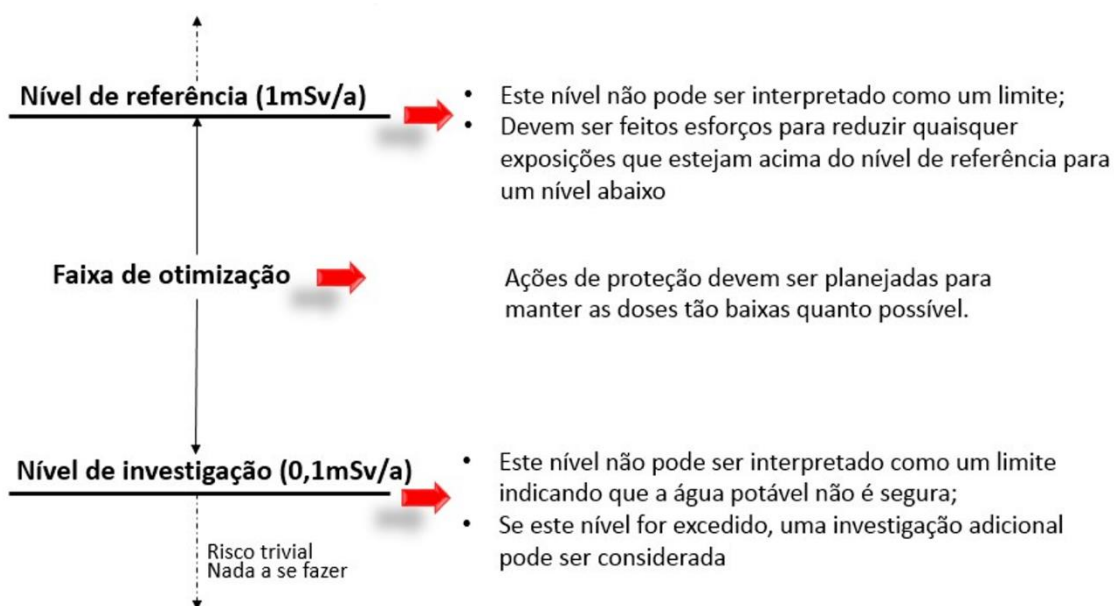 Nível de referência (1mSv/a)
• Este nível não pode ser interpretado como um limite;
• Devem ser feitos esforços para reduzir quaisquer
exposições que estejam acima do nível de referência para
um nível abaixo
Faixa de otimização
Ações de proteção devem ser planejadas para
manter as doses tão baixas quanto possível.
Nível de investigação (0,1mSv/a)
• Este nível não pode ser interpretado como um limite
indicando que a água potável não é segura;
• Se este nível for excedido, uma investigação adicional
pode ser considerada
Risco trivial
Nada a se fazer